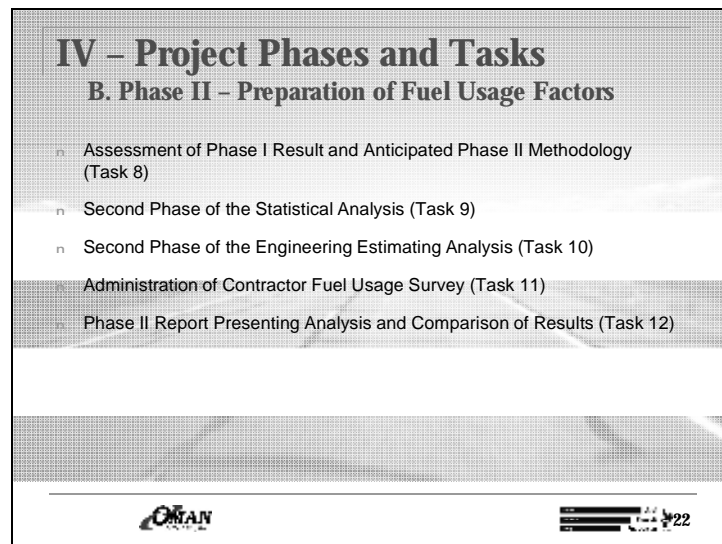 IV – Project Phases and Tasks
B. Phase II – Preparation of Fuel Usage Factors
n Assessment of Phase I Result and Anticipated Phase II Methodology
(Task 8)
n Second Phase of the Statistical Analysis (Task 9)
n Second Phase of the Engineering Estimating Analysis (Task 10)
n Administration of Contractor Fuel Usage Survey (Task 11)
n Phase II Report Presenting Analysis and Comparison of Results (Task 12)
OMAN
22